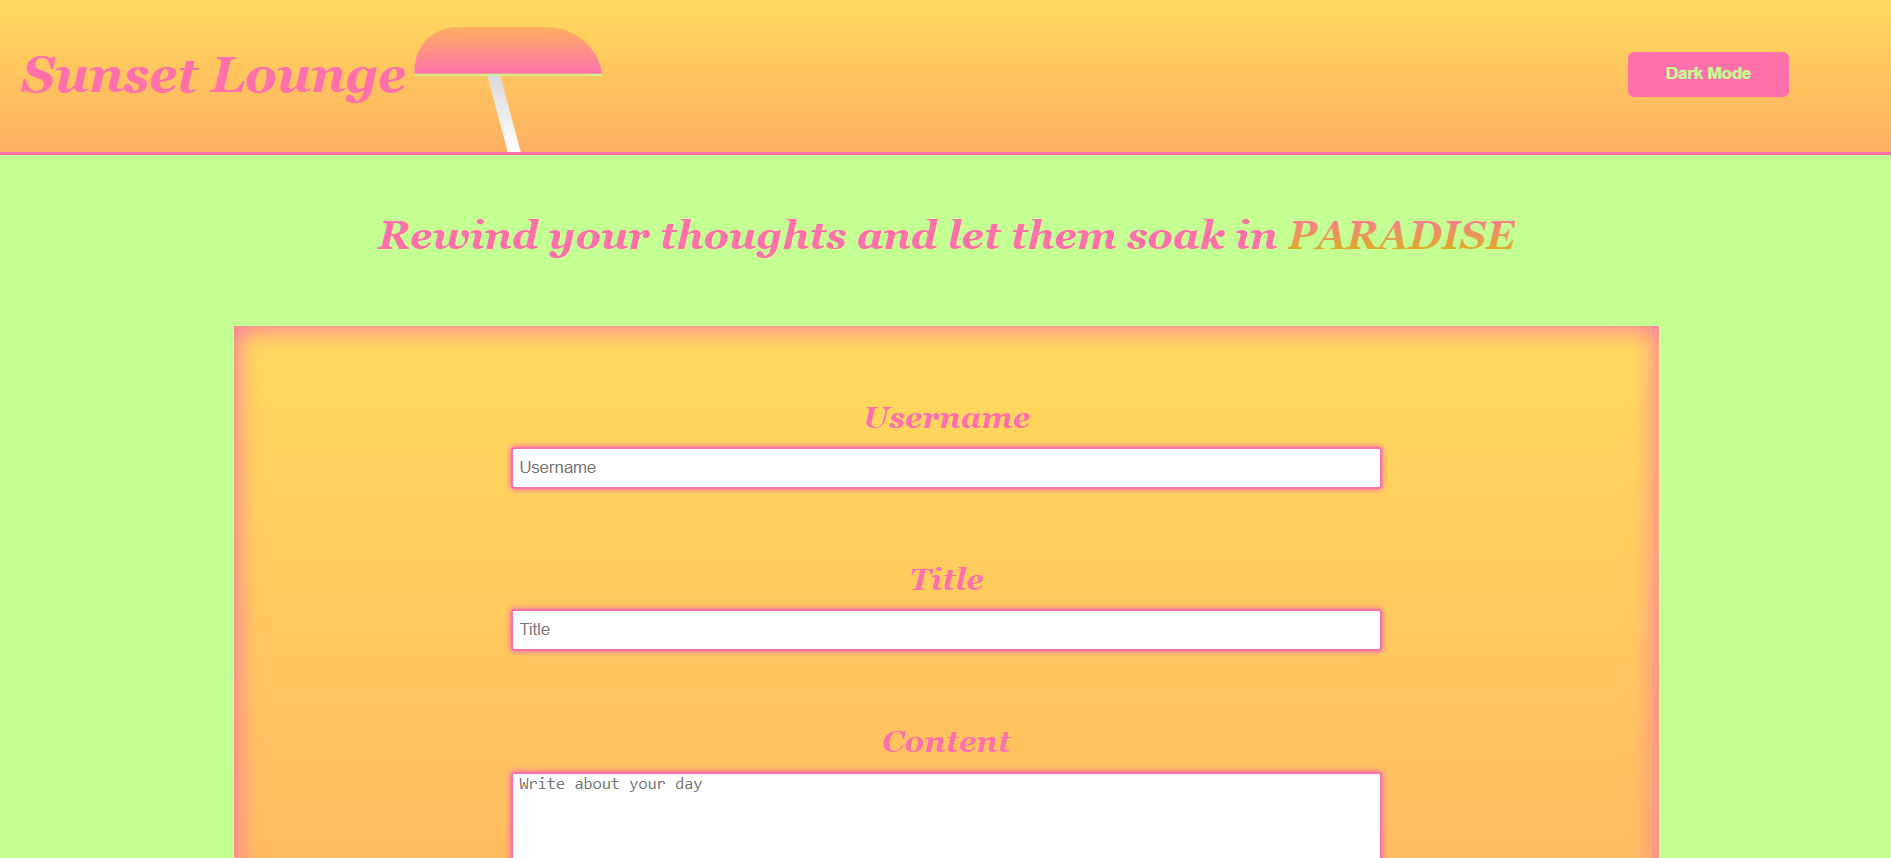 Sunset Lounge
Dark Mode
Rewind your thoughts and let them soak in PARADISE
Username
Username
Title
Title
Content
Write about your day